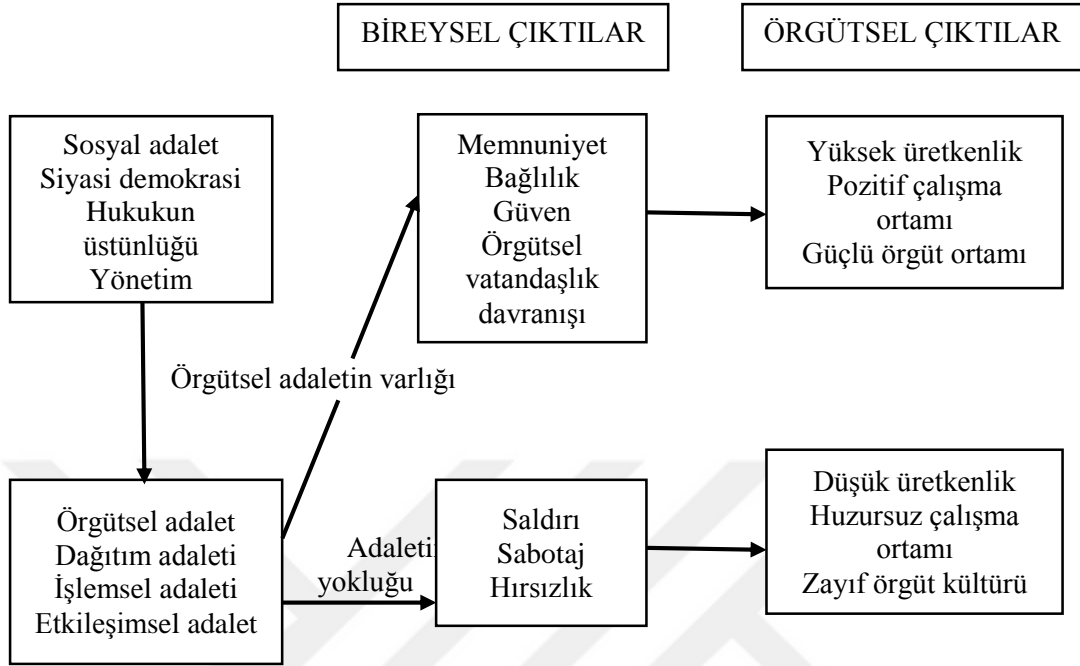 BİREYSEL ÇIKTILAR
ÖRGÜTSEL ÇIKTILAR
Sosyal adalet
Siyasi demokrasi
Hukukun
üstünlüğü
Yönetim
Memnuniyet
Bağlılık
Güven
Örgütsel
vatandaşlık
davranışı
Yüksek üretkenlik
Pozitif çalışma
ortamı
Güçlü örgüt ortamı
Örgütsel adaletin varlığı
Örgütsel adalet
Dağıtım adaleti
İşlemsel adaleti
Etkileşimsel adalet
yokluğu
Saldırı
Sabotaj
Hırsızlık
Düşük üretkenlik
Huzursuz çalışma
ortamı
Zayıf örgüt kültürü